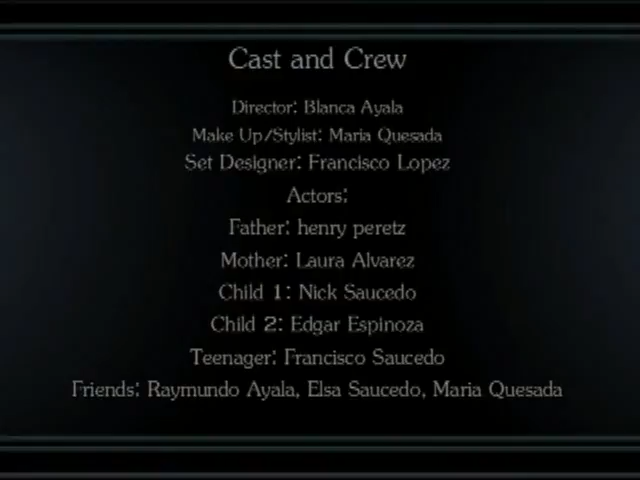 Cast and Crew
Director: Blanca Ayala
Make Up/Stylist: Maria Quesada
Set Designer: Francisco Lopez
Actors:
Father: henry peretz
Mother: Laura Alvarez
Child 1: Nick Saucedo
Child 2: Edgar Espinoza
Teenager: Francisco Saucedo
Friends: Raymundo Ayala, Elsa Saucedo, Maria Quesada